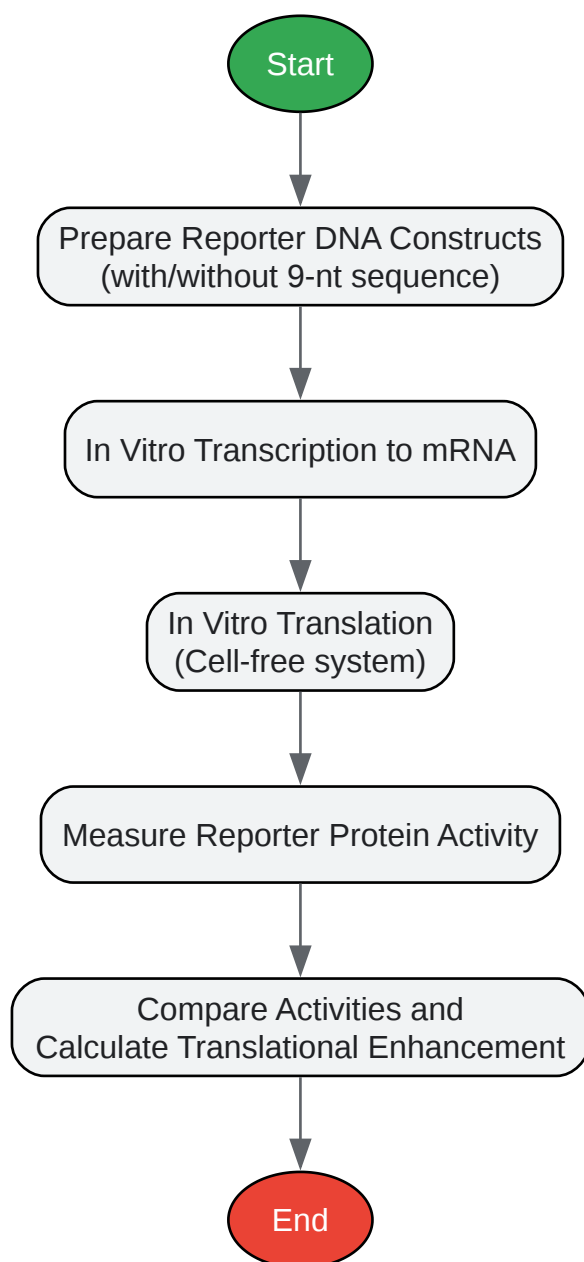 Start
Prepare Reporter DNA Constructs
(with/without 9-nt sequence)
In Vitro Transcription to mRNA
In Vitro Translation
(Cell-free system)
Measure Reporter Protein Activity
Compare Activities and
Calculate Translational Enhancement
End